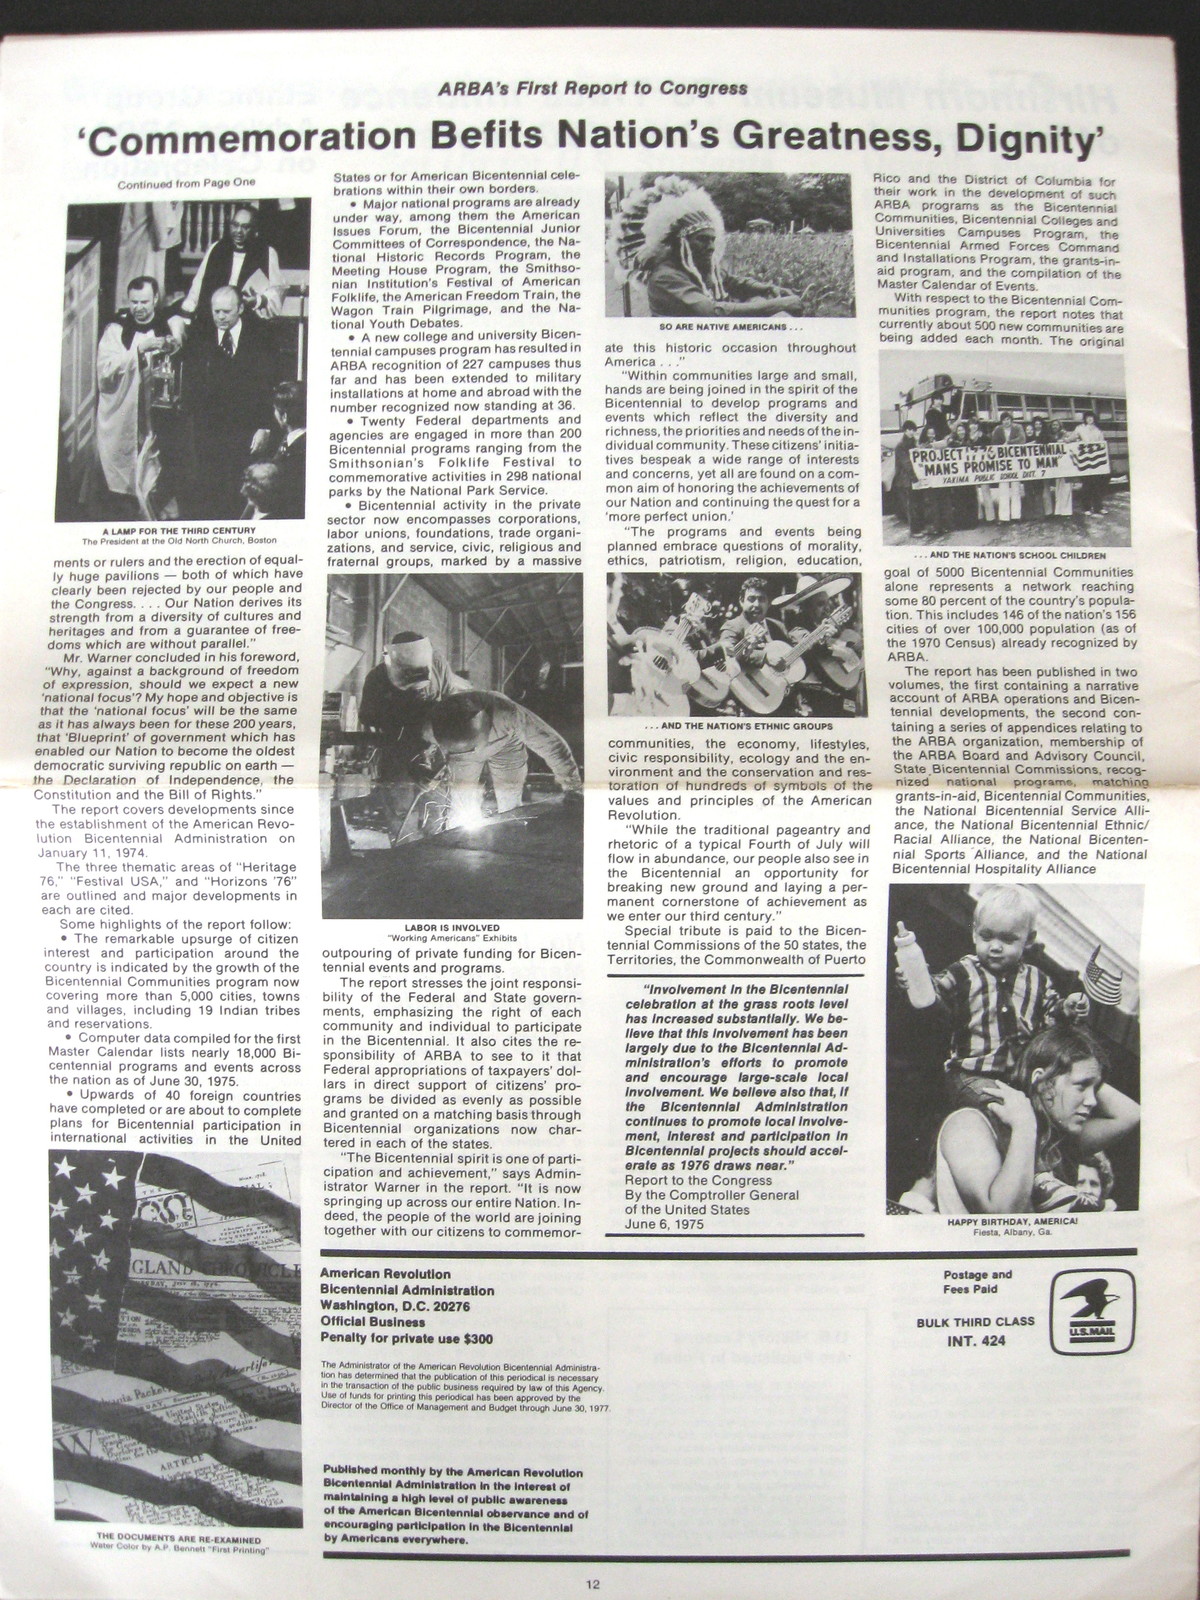 ARBA's First Report to Congress
'Commemoration Befits Nation's Greatness, Dignity'
Continued from Page One
A LAMP FOR THE THIRD CENTURY
The President at the Old North Church, Boston
ments or rulers and the erection of equal-
ly huge pavilions — both of which have
clearly been rejected by our people and
the Congress. . . . Our Nation derives its
strength from a diversity of cultures and
heritages and from a guarantee of free-
doms which are without parallel."
Mr. Warner concluded in his foreword,
"Why, against a background of freedom
of expression, should we expect a new
'national focus'? My hope and objective is
that the 'national focus' will be the same
as it has always been for these 200 years,
that 'Blueprint' of government which has
enabled our Nation to become the oldest
democratic surviving republic on earth —
the Declaration of Independence, the
Constitution and the Bill of Rights."
The report covers developments since
the establishment of the American Revo-
lution Bicentennial Administration on
January 11, 1974.
The three thematic areas of "Heritage
76," "Festival USA," and "Horizons '76"
are outlined and major developments in
each are cited.
Some highlights of the report follow:
• The remarkable upsurge of citizen
interest and participation around the
country is indicated by the growth of the
Bicentennial Communities program now
covering more than 5,000 cities, towns
and villages, including 19 Indian tribes
and reservations.
• Computer data compiled for the first
Master Calendar lists nearly 18,000 Bi-
centennial programs and events across
the nation as of June 30, 1975.
• Upwards of 40 foreign countries
have completed or are about to complete
plans for Bicentennial participation in
international activities in the United
GLAND CHRONICLE
ARTICLE
THE DOCUMENTS ARE RE-EXAMINED
Water Color by A.P. Bennett "First Printing"
States or for American Bicentennial cele-
brations within their own borders.
• Major national programs are already
under way, among them the American
Issues Forum, the Bicentennial Junior
Committees of Correspondence, the Na-
tional Historic Records Program, the
Meeting House Program, the Smithso-
nian Institution's Festival of American
Folklife, the American Freedom Train, the
Wagon Train Pilgrimage, and the Na-
tional Youth Debates.
• A new college and university Bicen-
tennial campuses program has resulted in
ARBA recognition of 227 campuses thus
far and has been extended to military
installations at home and abroad with the
number recognized now standing at 36.
• Twenty Federal departments and
agencies are engaged in more than 200
Bicentennial programs ranging from the
Smithsonian's Folklife Festival to
commemorative activities in 298 national
parks by the National Park Service.
• Bicentennial activity in the private
sector now encompasses corporations,
labor unions, foundations, trade organi-
zations, and service, civic, religious and
fraternal groups, marked by a massive
LABOR IS INVOLVED
"Working Americans" Exhibits
outpouring of private funding for Bicen-
tennial events and programs.
The report stresses the joint responsi-
bility of the Federal and State govern-
ments, emphasizing the right of each
community and individual to participate
in the Bicentennial. It also cites the re-
sponsibility of ARBA to see to it that
Federal appropriations of taxpayers' dol-
lars in direct support of citizens' pro-
grams be divided as evenly as possible
and granted on a matching basis through
Bicentennial organizations now char-
tered in each of the states.
"The Bicentennial spirit is one of parti-
cipation and achievement," says Admin-
istrator Warner in the report. "It is now
springing up across our entire Nation. In-
deed, the people of the world are joining
together with our citizens to commemor-
SO ARE NATIVE AMERICANS . . .
ate this historic occasion throughout
America . . ."
"Within communities large and small,
hands are being joined in the spirit of the
Bicentennial to develop programs and
events which reflect the diversity and
richness, the priorities and needs of the in-
dividual community. These citizens' initia-
tives bespeak a wide range of interests
and concerns, yet all are found on a com-
mon aim of honoring the achievements of
our Nation and continuing the quest for a
'more perfect union.'
"The programs and events being
planned embrace questions of morality,
ethics, patriotism, religion, education,
. . . AND THE NATION'S ETHNIC GROUPS
communities, the economy, lifestyles,
civic responsibility, ecology and the en-
vironment and the conservation and res-
toration of hundreds of symbols of the
values and principles of the American
Revolution.
"While the traditional pageantry and
rhetoric of a typical Fourth of July will
flow in abundance, our people also see in
the Bicentennial an opportunity for
breaking new ground and laying a per-
manent cornerstone of achievement as
we enter our third century."
Special tribute is paid to the Bicen-
tennial Commissions of the 50 states, the
Territories, the Commonwealth of Puerto
"Involvement in the Bicentennial
celebration at the grass roots level
has increased substantially. We be-
lieve that this involvement has been
largely due to the Bicentennial Ad-
ministration's efforts to promote
and encourage large-scale local
involvement. We believe also that, if
the Bicentennial Administration
continues to promote local involve-
ment, interest and participation in
Bicentennial projects should accel-
erate as 1976 draws near."
Report to the Congress
By the Comptroller General
of the United States
June 6, 1975
Rico and the District of Columbia for
their work in the development of such
ARBA programs as the Bicentennial
Communities, Bicentennial Colleges and
Universities Campuses Program, the
Bicentennial Armed Forces Command
and Installations Program, the grants-in-
aid program, and the compilation of the
Master Calendar of Events.
With respect to the Bicentennial Com-
munities program, the report notes that
currently about 500 new communities are
being added each month. The original
PROJECT 1776 BICENTENNIAL
"MANS PROMISE TO MAN"
YAKIMA PUBLIC SCHOOL DIST. 7
. . . AND THE NATION'S SCHOOL CHILDREN
goal of 5000 Bicentennial Communities
alone represents a network reaching
some 80 percent of the country's popula-
tion. This includes 146 of the nation's 156
cities of over 100,000 population (as of
the 1970 Census) already recognized by
ARBA.
The report has been published in two
volumes, the first containing a narrative
account of ARBA operations and Bicen-
tennial developments, the second con-
taining a series of appendices relating to
the ARBA organization, membership of
the ARBA Board and Advisory Council,
State Bicentennial Commissions, recog-
nized national programs, matching
grants-in-aid, Bicentennial Communities,
the National Bicentennial Service Alli-
ance, the National Bicentennial Ethnic/
Racial Alliance, the National Bicenten-
nial Sports Alliance, and the National
Bicentennial Hospitality Alliance
HAPPY BIRTHDAY, AMERICA!
Fiesta, Albany, Ga.
American Revolution
Bicentennial Administration
Washington, D.C. 20276
Official Business
Penalty for private use $300
The Administrator of the American Revolution Bicentennial Administra-
tion has determined that the publication of this periodical is necessary
in the transaction of the public business required by law of this Agency.
Use of funds for printing this periodical has been approved by the
Director of the Office of Management and Budget through June 30, 1977.
Published monthly by the American Revolution
Bicentennial Administration in the interest of
maintaining a high level of public awareness
of the American Bicentennial observance and of
encouraging participation in the Bicentennial
by Americans everywhere.
Postage and
Fees Paid
BULK THIRD CLASS
INT. 424
U.S.MAIL
12